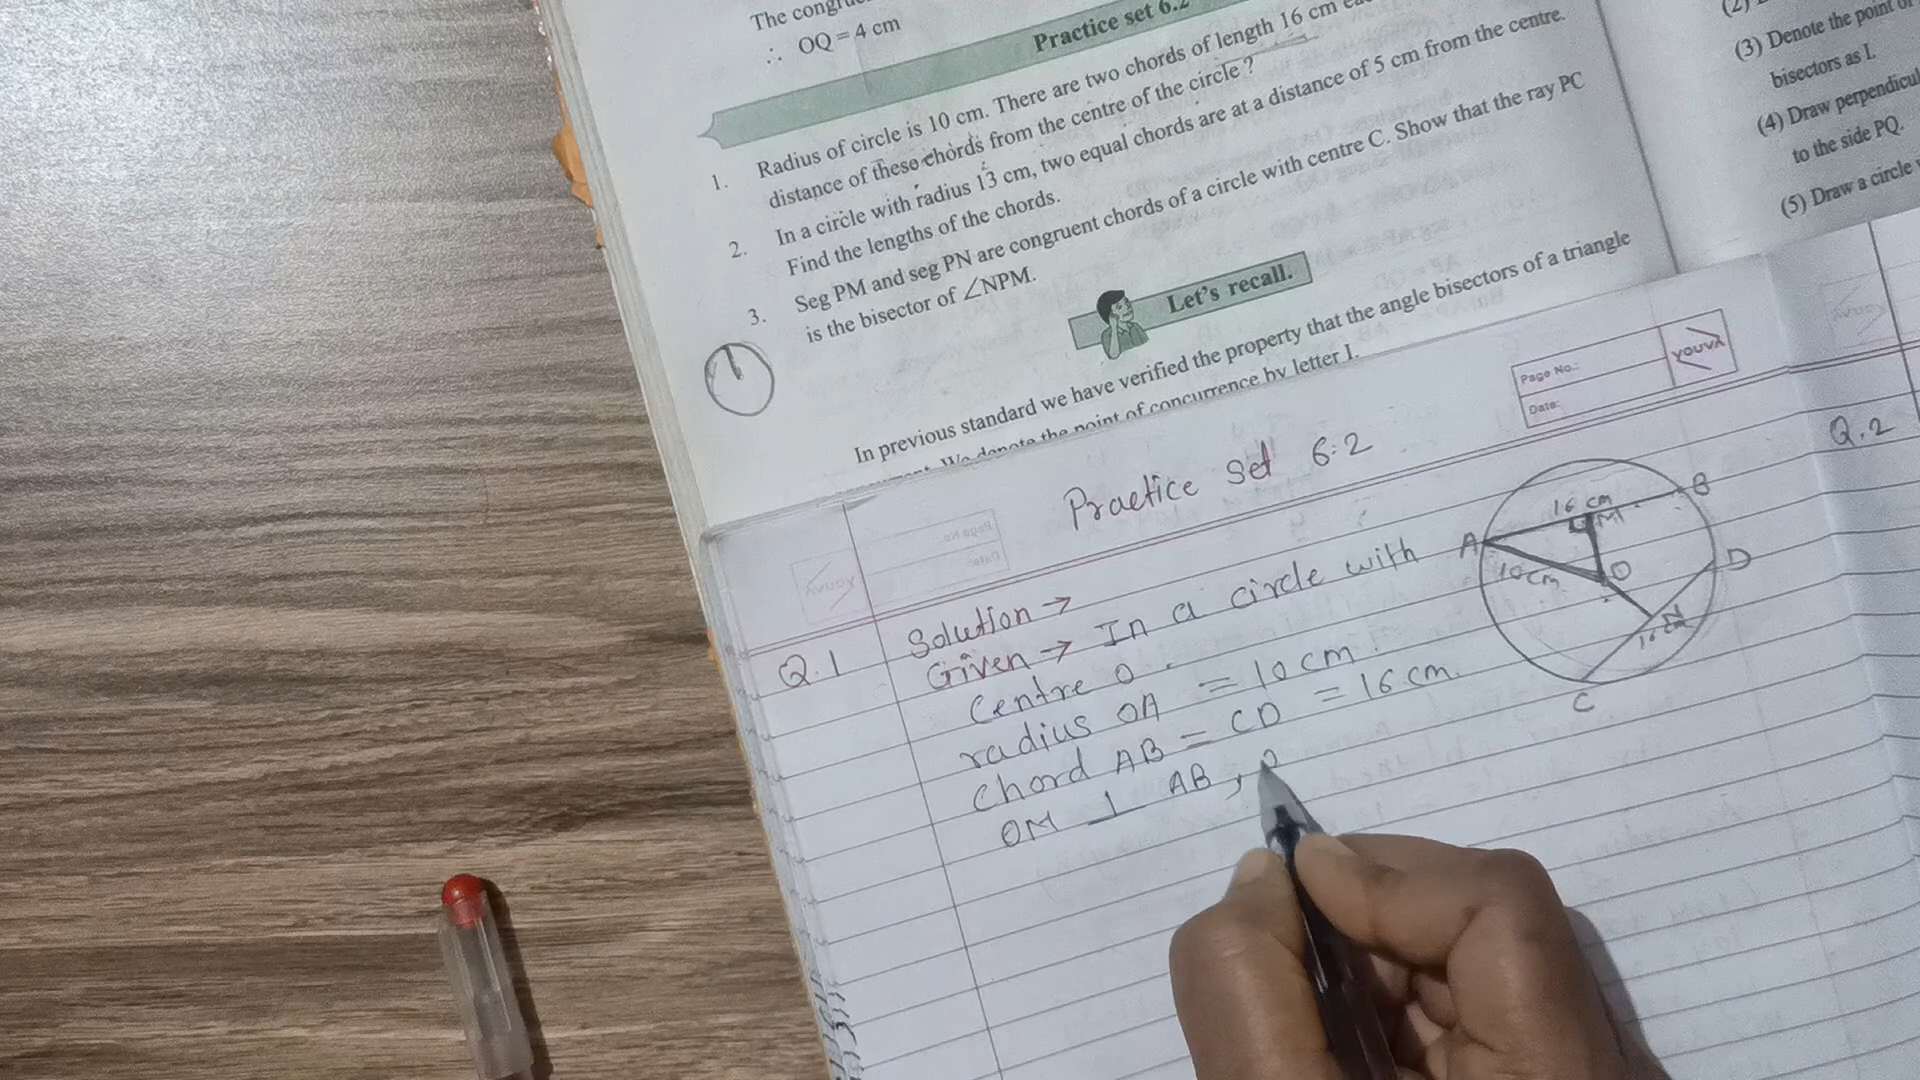 The
∴ OQ = 4 cm
Practice set 6.2
1. Radius of circle is 10 cm. There are two chords of length 16 cm
distance of these chords from the centre of the circle ?
2. In a circle with radius 13 cm, two equal chords are at a distance of 5 cm from the centre.
Find the lengths of the chords.
3. Seg PM and seg PN are congruent chords of a circle with centre C. Show that the ray PC
is the bisector of ∠NPM.
Let's recall.
In previous standard we have verified the property that the angle bisectors of a triangle
the point of concurrence by letter I.
(2)
(3) Denote the point of
bisectors as I.
(4) Draw
to the side PQ.
(5) Draw a circle
Page No.:
Date:
YOUVA
Practice Set 6.2
Q.2
Q.1 Solution →
Given → In a circle with
Centre O.
radius OA = 10 cm.
chord AB = CD = 16 cm.
OM ⊥ AB,
A
16 cm
B
M
10 cm
O
D
N
C